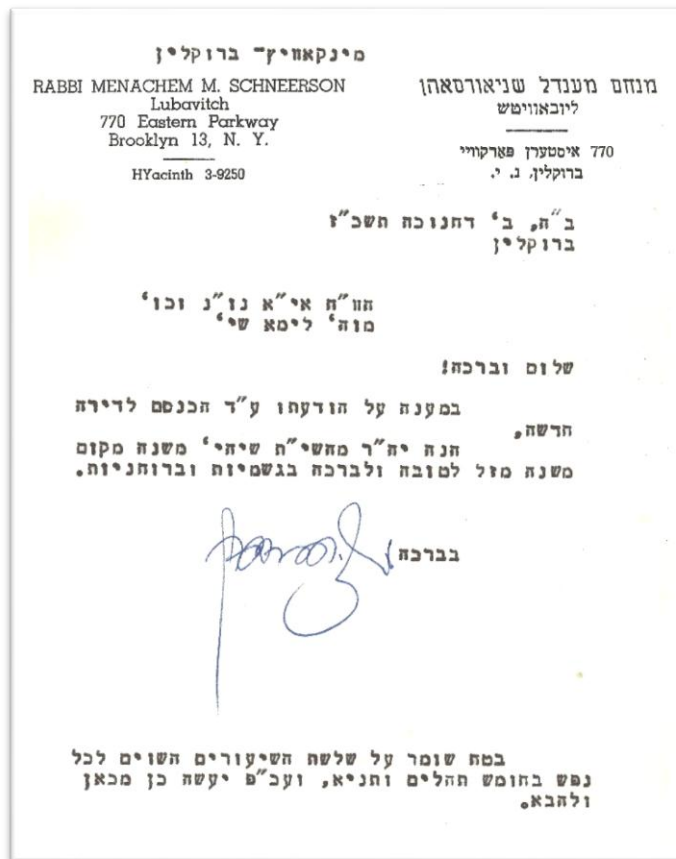 מינקאוויץ- ברוקלין
RABBI MENACHEM M. SCHNEERSON
Lubavitch
770 Eastern Parkway
Brooklyn 13, N. Y.
HYacinth 3-9250
מנחם מענדל שניאורסאהן
ליובאוויטש
770 איסטערן פארקוויי
ברוקלין, נ. י.
ב"ה, ב' דחנוכה תשכ"ז
ברוקלין
הוו"ח אי"א נו"נ וכו'
מוה' לימא שי'
שלום וברכה!
במענה על הודעתו ע"ד הכנסם לדירה
חדשה,
הנה יה"ר מהשי"ת שיהי' משנה מקום
משנה מזל לטובה ולברכה בגשמיות וברוחניות.
בברכה
בטח שומר על שלשת השיעורים השוים לכל
נפש בחומש תהלים ותניא, ועכ"פ יעשה כן מכאן
ולהבא.